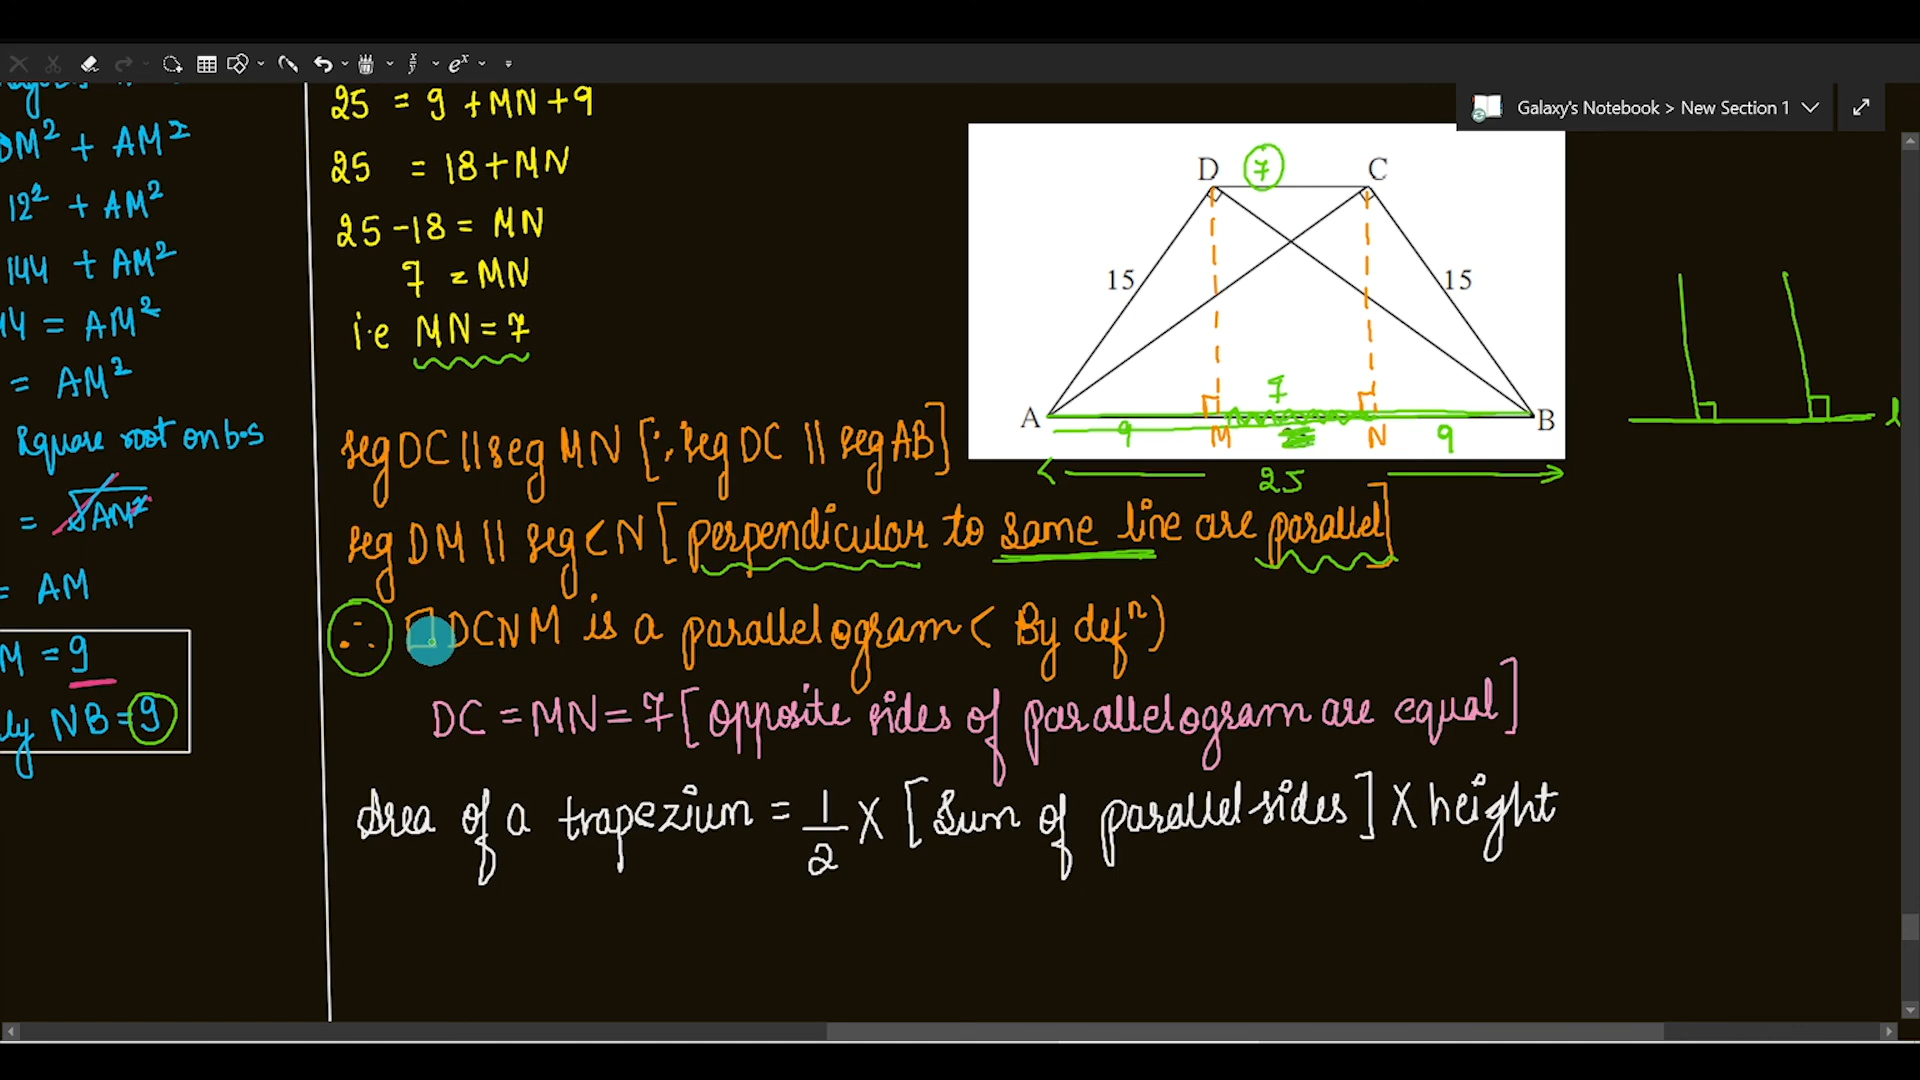 Galaxy's Notebook > New Section 1
DM² + AM²
12² + AM²
144 + AM²
= AM²
= AM²
Square root on b.s
= √AM²
= AM
M = 9
ly NB = 9
25 = 9 + MN + 9
25 = 18 + MN
25 - 18 = MN
7 = MN
i.e MN = 7
D 7 C
15 15
7
A 9 M N 9 B
25
seg DC || seg MN [∵ seg DC || seg AB]
seg DM || seg CN [perpendicular to same line are parallel]
∴ □ DCNM is a parallelogram ( By defⁿ)
DC = MN = 7 [opposite sides of parallelogram are equal]
Area of a trapezium = 1/2 X [Sum of parallel sides] X height